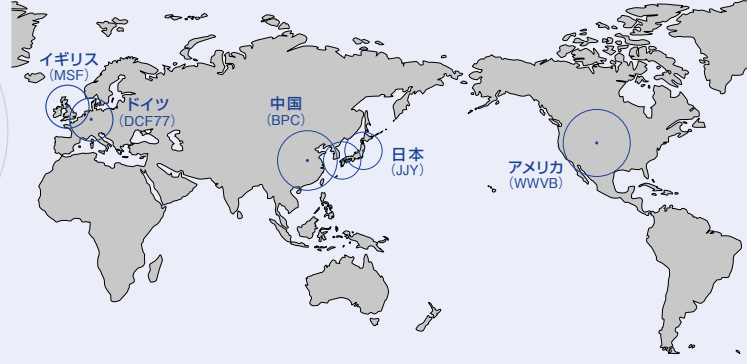 イギリス
(MSF)
ドイツ
(DCF77)
中国
(BPC)
日本
(JJY)
アメリカ
(WWVB)